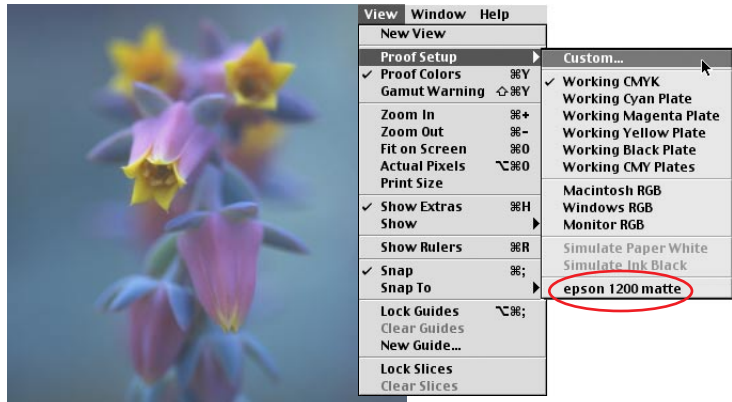 View Window Help
New View
Proof Setup
✓ Proof Colors ⌘Y
Gamut Warning ⇧⌘Y
Zoom In ⌘+
Zoom Out ⌘-
Fit on Screen ⌘0
Actual Pixels ⌥⌘0
Print Size
✓ Show Extras ⌘H
Show
Show Rulers ⌘R
✓ Snap ⌘;
Snap To
Lock Guides ⌥⌘;
Clear Guides
New Guide...
Lock Slices
Clear Slices
Custom...
✓ Working CMYK
Working Cyan Plate
Working Magenta Plate
Working Yellow Plate
Working Black Plate
Working CMY Plates
Macintosh RGB
Windows RGB
Monitor RGB
Simulate Paper White
Simulate Ink Black
epson 1200 matte